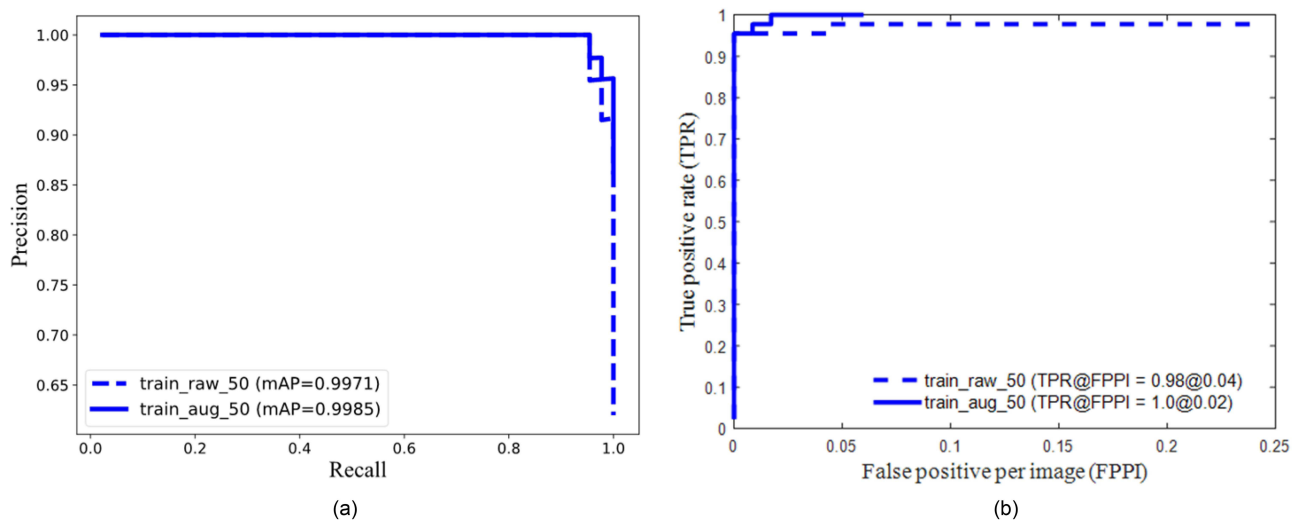 1.00
0.95
0.90
0.85
0.80
0.75
0.70
0.65
Precision
train_raw_50 (mAP=0.9971)
train_aug_50 (mAP=0.9985)
0.0 0.2 0.4 0.6 0.8 1.0
Recall
(a)
1
0.9
0.8
0.7
0.6
0.5
0.4
0.3
0.2
0.1
0
True positive rate (TPR)
train_raw_50 (TPR@FPPI = 0.98@0.04)
train_aug_50 (TPR@FPPI = 1.0@0.02)
0 0.05 0.1 0.15 0.2 0.25
False positive per image (FPPI)
(b)